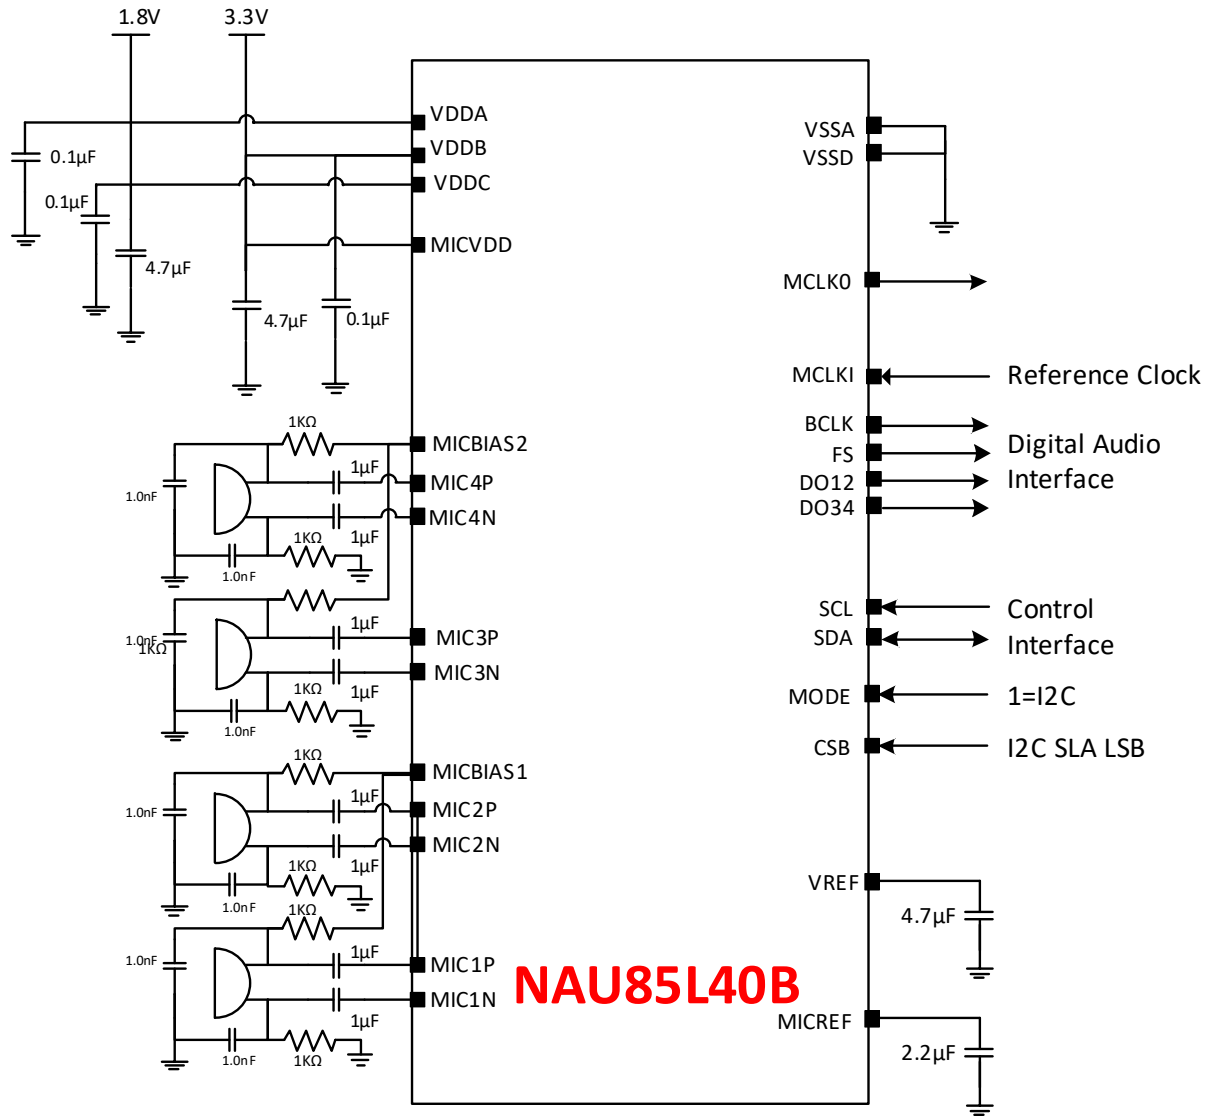 1.8V
3.3V
VDDA
VDDB
VDDC
MICVDD
0.1µF
0.1µF
4.7µF
4.7µF
0.1µF
VSSA
VSSD
MCLK0
MCLKI
Reference Clock
BCLK
FS
DO12
DO34
Digital Audio
Interface
SCL
SDA
Control
Interface
MODE
1=I2C
CSB
I2C SLA LSB
VREF
4.7µF
MICREF
2.2µF
1KΩ
MICBIAS2
1µF
MIC4P
1.0nF
MIC4N
1µF
1KΩ
1.0nF
1µF
MIC3P
1.0nF
1KΩ
MIC3N
1KΩ
1µF
1.0nF
1KΩ
MICBIAS1
1µF
MIC2P
1.0nF
MIC2N
1µF
1KΩ
1.0nF
1KΩ
1µF
MIC1P
1.0nF
MIC1N
1µF
1.0nF
1KΩ
NAU85L40B